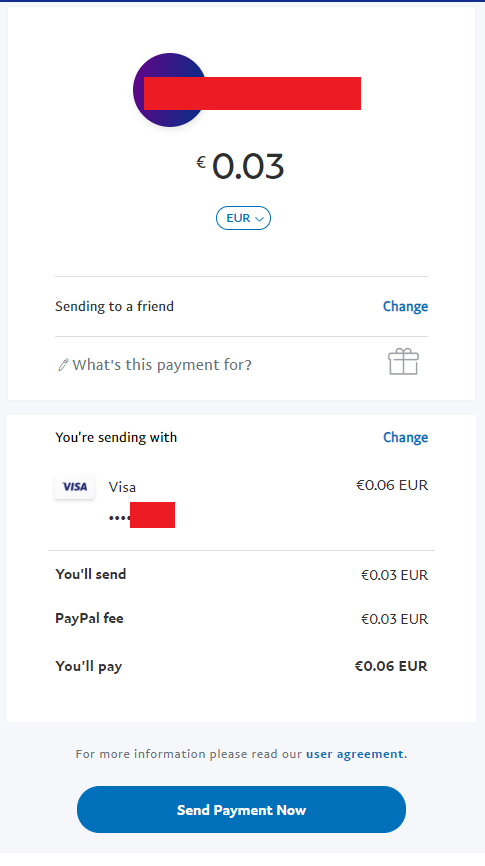 € 0.03
EUR
Sending to a friend Change
What's this payment for?
You're sending with Change
VISA Visa €0.06 EUR
••••
You'll send €0.03 EUR
PayPal fee €0.03 EUR
You'll pay €0.06 EUR
For more information please read our user agreement.
Send Payment Now